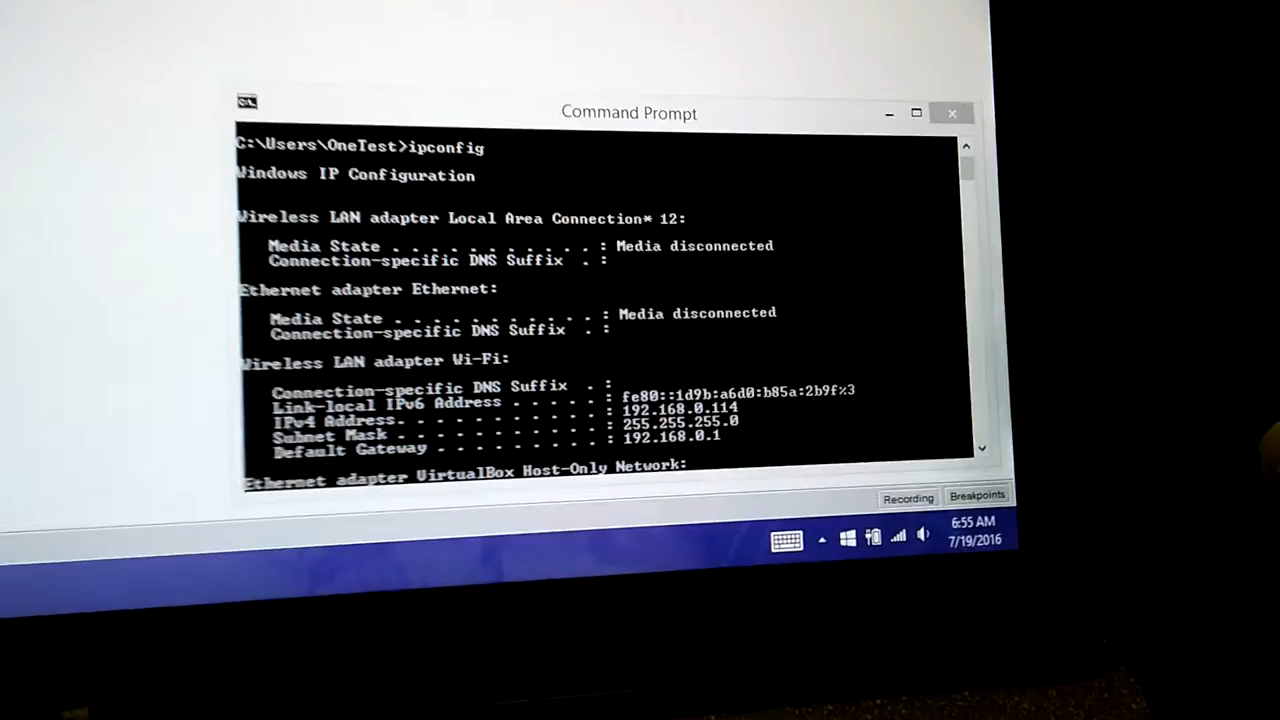 Command Prompt
C:\Users\OneTest>ipconfig
Windows IP Configuration
Wireless LAN adapter Local Area Connection* 12:
Media State . . . . . . . . . . . : Media disconnected
Connection-specific DNS Suffix . :
Ethernet adapter Ethernet:
Media State . . . . . . . . . . . : Media disconnected
Connection-specific DNS Suffix . :
Wireless LAN adapter Wi-Fi:
Connection-specific DNS Suffix . :
Link-local IPv6 Address . . . . . : fe80::1d9b:a6d0:b85a:2b9f%3
IPv4 Address. . . . . . . . . . . : 192.168.0.114
Subnet Mask . . . . . . . . . . . : 255.255.255.0
Default Gateway . . . . . . . . . : 192.168.0.1
Ethernet adapter VirtualBox Host-Only Network:
Recording Breakpoints
6:55 AM
7/19/2016